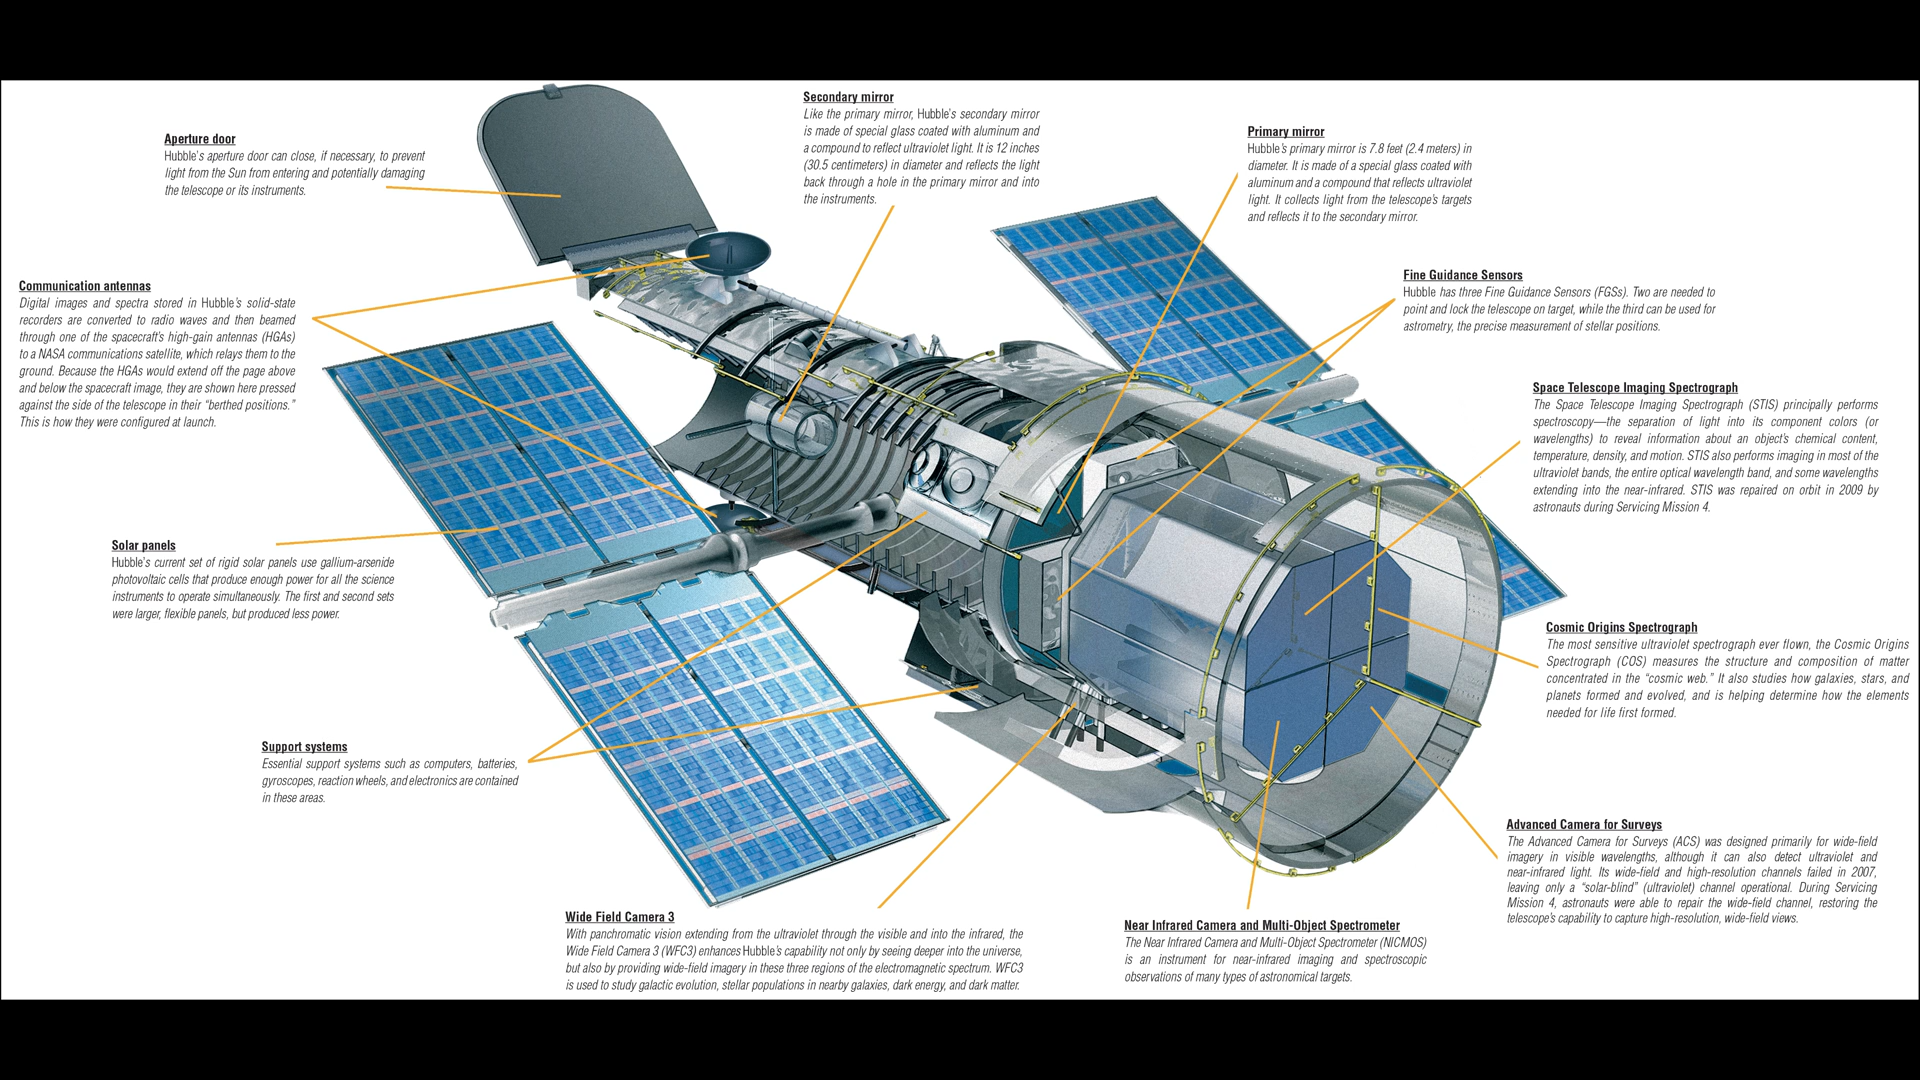 Aperture door
Hubble's aperture door can close, if necessary, to prevent
light from the Sun from entering and potentially damaging
the telescope or its instruments.
Secondary mirror
Like the primary mirror, Hubble's secondary mirror
is made of special glass coated with aluminum and
a compound to reflect ultraviolet light. It is 12 inches
(30.5 centimeters) in diameter and reflects the light
back through a hole in the primary mirror and into
the instruments.
Primary mirror
Hubble's primary mirror is 7.8 feet (2.4 meters) in
diameter. It is made of a special glass coated with
aluminum and a compound that reflects ultraviolet
light. It collects light from the telescope's targets
and reflects it to the secondary mirror.
Communication antennas
Digital images and spectra stored in Hubble's solid-state
recorders are converted to radio waves and then beamed
through one of the spacecraft's high-gain antennas (HGAs)
to a NASA communications satellite, which relays them to the
ground. Because the HGAs would extend off the page above
and below the spacecraft image, they are shown here pressed
against the side of the telescope in their "berthed positions."
This is how they were configured at launch.
Fine Guidance Sensors
Hubble has three Fine Guidance Sensors (FGSs). Two are needed to
point and lock the telescope on target, while the third can be used for
astrometry, the precise measurement of stellar positions.
Space Telescope Imaging Spectrograph
The Space Telescope Imaging Spectrograph (STIS) principally performs
spectroscopy—the separation of light into its component colors (or
wavelengths) to reveal information about an object's chemical content,
temperature, density, and motion. STIS also performs imaging in most of the
ultraviolet bands, the entire optical wavelength band, and some wavelengths
extending into the near-infrared. STIS was repaired on orbit in 2009 by
astronauts during Servicing Mission 4.
Solar panels
Hubble's current set of rigid solar panels use gallium-arsenide
photovoltaic cells that produce enough power for all the science
instruments to operate simultaneously. The first and second sets
were larger, flexible panels, but produced less power.
Cosmic Origins Spectrograph
The most sensitive ultraviolet spectrograph ever flown, the Cosmic Origins
Spectrograph (COS) measures the structure and composition of matter
concentrated in the "cosmic web." It also studies how galaxies, stars, and
planets formed and evolved, and is helping determine how the elements
needed for life first formed.
Support systems
Essential support systems such as computers, batteries,
gyroscopes, reaction wheels, and electronics are contained
in these areas.
Advanced Camera for Surveys
The Advanced Camera for Surveys (ACS) was designed primarily for wide-field
imagery in visible wavelengths, although it can also detect ultraviolet and
near-infrared light. Its wide-field and high-resolution channels failed in 2007,
leaving only a "solar-blind" (ultraviolet) channel operational. During Servicing
Mission 4, astronauts were able to repair the wide-field channel, restoring the
telescope's capability to capture high-resolution, wide-field views.
Wide Field Camera 3
With panchromatic vision extending from the ultraviolet through the visible and into the infrared, the
Wide Field Camera 3 (WFC3) enhances Hubble's capability not only by seeing deeper into the universe,
but also by providing wide-field imagery in these three regions of the electromagnetic spectrum. WFC3
is used to study galactic evolution, stellar populations in nearby galaxies, dark energy, and dark matter.
Near Infrared Camera and Multi-Object Spectrometer
The Near Infrared Camera and Multi-Object Spectrometer (NICMOS)
is an instrument for near-infrared imaging and spectroscopic
observations of many types of astronomical targets.